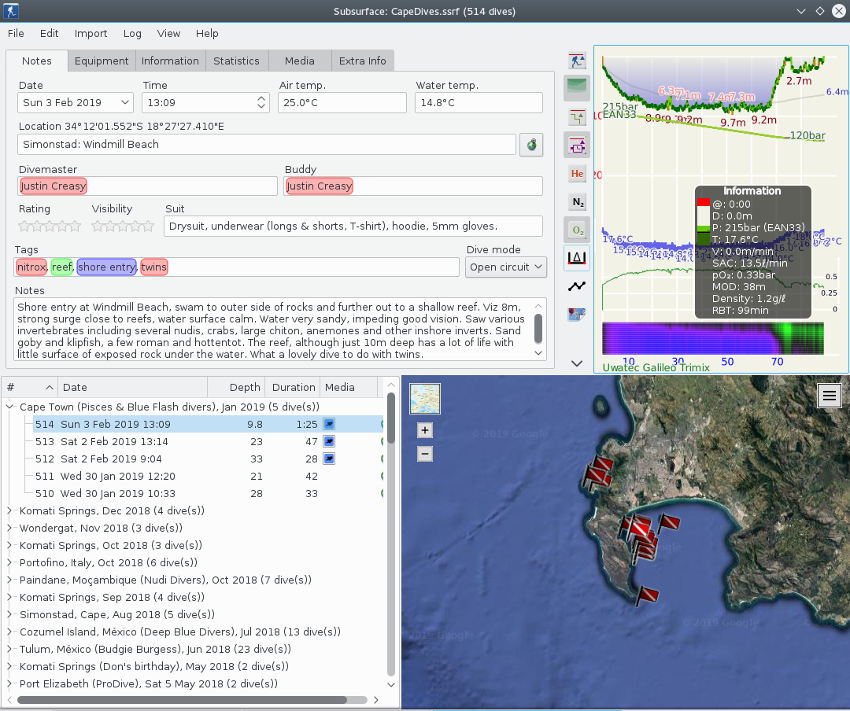 Subsurface: CapeDives.ssrf (514 dives)
File Edit Import Log View Help
Notes Equipment Information Statistics Media Extra Info
Date Time Air temp. Water temp.
Sun 3 Feb 2019 13:09 25.0°C 14.8°C
Location 34°12'01.552"S 18°27'27.410"E
Simonstad: Windmill Beach
Divemaster Buddy
Justin Creasy Justin Creasy
Rating Visibility Suit
Drysuit, underwear (longs & shorts, T-shirt), hoodie, 5mm gloves.
Tags Dive mode
nitrox, reef, shore entry, twins Open circuit
Notes
Shore entry at Windmill Beach, swam to outer side of rocks and further out to a shallow reef. Viz 8m,
strong surge close to reefs, water surface calm. Water very sandy, impeding good vision. Saw various
invertebrates including several nudis, crabs, large chiton, anemones and other inshore inverts. Sand
goby and klipfish, a few roman and hottentot. The reef, although just 10m deep has a lot of life with
little surface of exposed rock under the water. What a lovely dive to do with twins.
He
N₂
O₂
2.7m
6.4m
6.3m 7.1m 7.4m 7.3m
215bar
EAN33
9.2m 9.7m 9.2m
120bar
20
Information
@: 0:00
D: 0.0m
P: 215bar (EAN33)
T: 17.6°C
V: 0.0m/min
SAC: 13.5ℓ/min
pO₂: 0.33bar
MOD: 38m
Density: 1.2g/ℓ
RBT: 99min
17.6°C
0.5
0.25
0
10 30 50 70
Uwatec Galileo Trimix
# Date Depth Duration Media
Cape Town (Pisces & Blue Flash divers), Jan 2019 (5 dive(s))
514 Sun 3 Feb 2019 13:09 9.8 1:25
513 Sat 2 Feb 2019 13:14 23 47
512 Sat 2 Feb 2019 9:04 33 28
511 Wed 30 Jan 2019 12:20 21 42
510 Wed 30 Jan 2019 10:33 28 33
Komati Springs, Dec 2018 (4 dive(s))
Wondergat, Nov 2018 (3 dive(s))
Komati Springs, Oct 2018 (3 dive(s))
Portofino, Italy, Oct 2018 (6 dive(s))
Paindane, Moçambique (Nudi Divers), Oct 2018 (7 dive(s))
Komati Springs, Sep 2018 (4 dive(s))
Simonstad, Cape, Aug 2018 (5 dive(s))
Cozumel Island, México (Deep Blue Divers), Jul 2018 (13 dive(s))
Tulum, México (Budgie Burgess), Jun 2018 (23 dive(s))
Komati Springs (Don's birthday), May 2018 (2 dive(s))
Port Elizabeth (ProDive), Sat 5 May 2018 (2 dive(s))
+
−
© 2019 Google
© 2019 Google